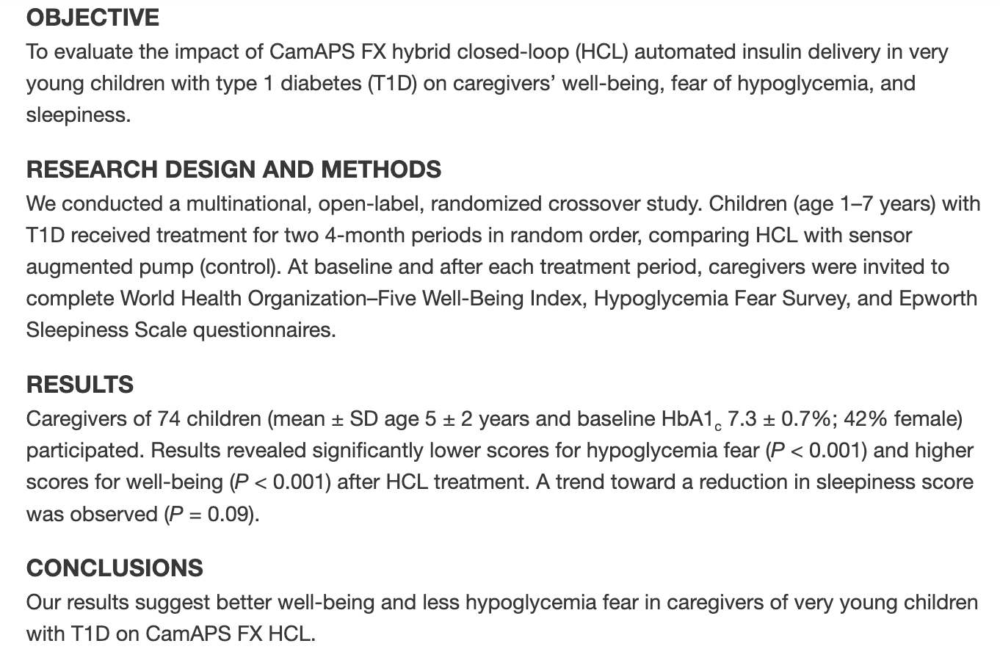 OBJECTIVE
To evaluate the impact of CamAPS FX hybrid closed-loop (HCL) automated insulin delivery in very
young children with type 1 diabetes (T1D) on caregivers’ well-being, fear of hypoglycemia, and
sleepiness.
RESEARCH DESIGN AND METHODS
We conducted a multinational, open-label, randomized crossover study. Children (age 1–7 years) with
T1D received treatment for two 4-month periods in random order, comparing HCL with sensor
augmented pump (control). At baseline and after each treatment period, caregivers were invited to
complete World Health Organization–Five Well-Being Index, Hypoglycemia Fear Survey, and Epworth
Sleepiness Scale questionnaires.
RESULTS
Caregivers of 74 children (mean ± SD age 5 ± 2 years and baseline HbA1c 7.3 ± 0.7%; 42% female)
participated. Results revealed significantly lower scores for hypoglycemia fear (P < 0.001) and higher
scores for well-being (P < 0.001) after HCL treatment. A trend toward a reduction in sleepiness score
was observed (P = 0.09).
CONCLUSIONS
Our results suggest better well-being and less hypoglycemia fear in caregivers of very young children
with T1D on CamAPS FX HCL.